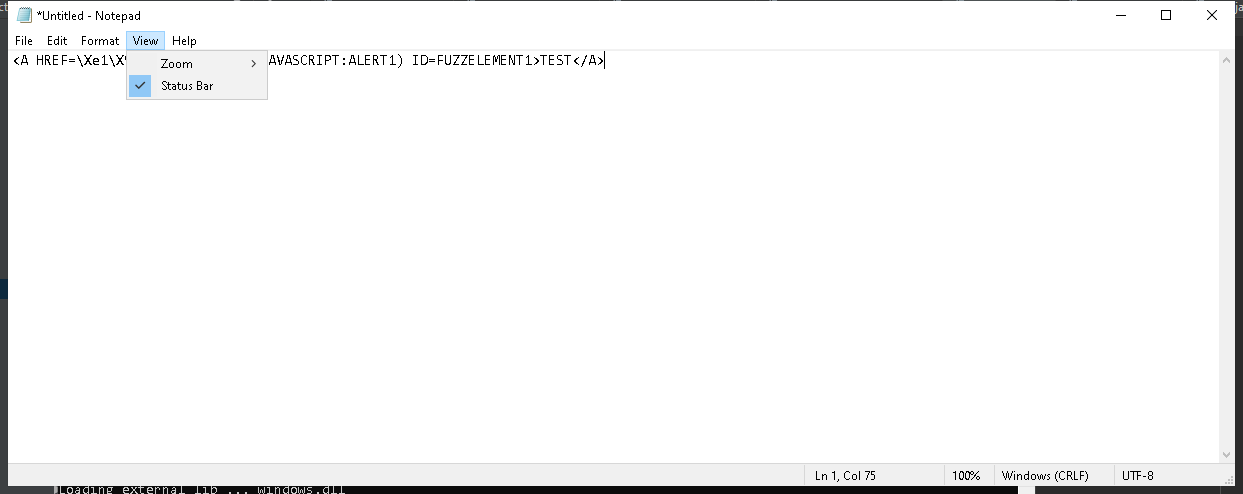 *Untitled - Notepad
File Edit Format View Help
<A HREF=\Xe1\X AVASCRIPT:ALERT1) ID=FUZZELEMENT1>TEST</A>
Zoom
Status Bar
Ln 1, Col 75 100% Windows (CRLF) UTF-8
Loading external lib ... windows.dll